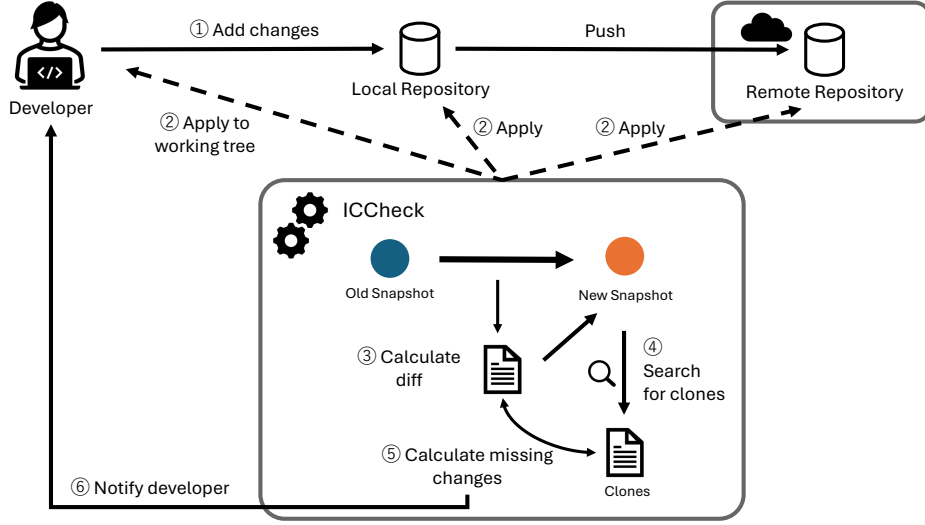 ① Add changes
Push
</>
Developer
Local Repository
Remote Repository
② Apply to
working tree
② Apply
② Apply
ICCheck
Old Snapshot
New Snapshot
③ Calculate
diff
④
Search
for clones
⑤ Calculate missing
changes
Clones
⑥ Notify developer